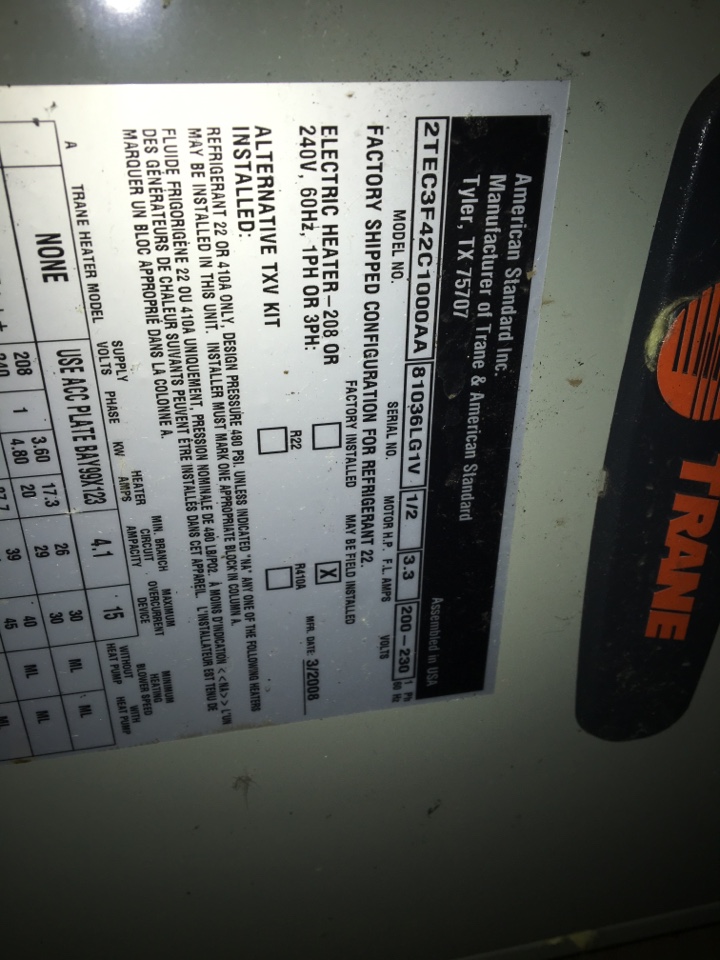 TRANE
American Standard Inc.
Manufacturer of Trane & American Standard
Tyler, TX 75707
Assembled in USA
2TEC3F42C1000AA 81036LG1V 1/2 3.3 200-230 1 Ph 60 Hz
MODEL NO. SERIAL NO. MOTOR H.P. F.L. AMPS VOLTS
FACTORY SHIPPED CONFIGURATION FOR REFRIGERANT 22.
ELECTRIC HEATER–208 OR
240V, 60Hz, 1PH OR 3PH:
FACTORY INSTALLED
X
MAY BE FIELD INSTALLED
ALTERNATIVE TXV KIT
INSTALLED:
R22
R410A
MFR. DATE: 3/2008
REFRIGERANT 22 OR 410A ONLY, DESIGN PRESSURE 480 PSI. UNLESS INDICATED "NA" ANY ONE OF THE FOLLOWING HEATERS
MAY BE INSTALLED IN THIS UNIT. INSTALLER MUST MARK ONE APPROPRIATE BLOCK IN COLUMN A.
FLUIDE FRIGORIGÈNE 22 OU 410A UNIQUEMENT, PRESSION NOMINALE DE 480 LB/PO2. À MOINS D'INDICATION < <NA> > L'UN
DES GÉNÉRATEURS DE CHALEUR SUIVANTS PEUVENT ÊTRE INSTALLÉS DANS CET APPAREIL. L'INSTALLATEUR EST TENU DE
MARQUER UN BLOC APPROPRIÉ DANS LA COLONNE A.
A TRANE HEATER MODEL SUPPLY VOLTS PHASE KW HEATER AMPS MIN. BRANCH CIRCUIT AMPACITY MAXIMUM OVERCURRENT DEVICE MINIMUM HEATING BLOWER SPEED WITHOUT HEAT PUMP WITH HEAT PUMP
NONE USE ACC PLATE BAY99X123 4.1 15 ML ML
208 1 3.60 17.3 26 30 ML ML
240 4.80 20 29 30
39 40 ML
45